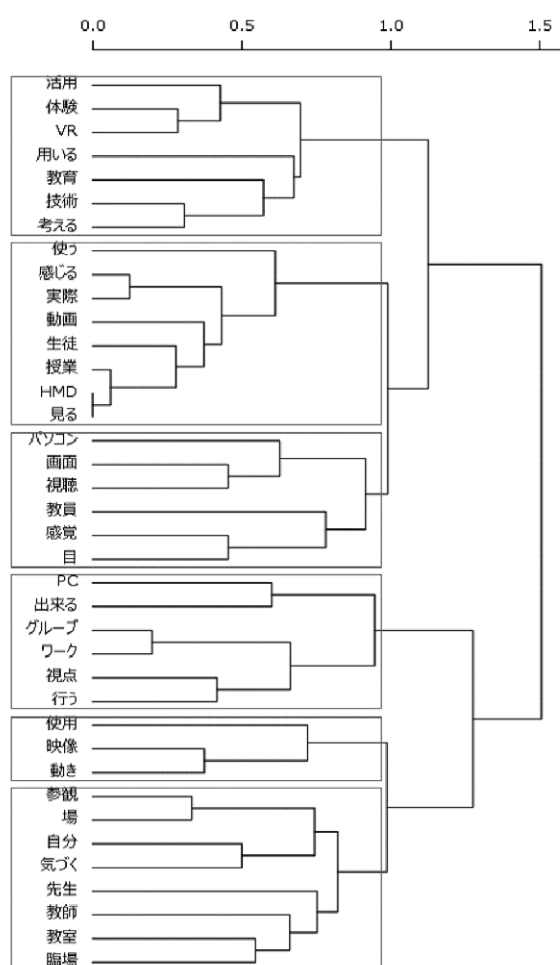 0.0 0.5 1.0 1.5
活用
体験
VR
用いる
教育
技術
考える
使う
感じる
実際
動画
生徒
授業
HMD
見る
パソコン
画面
視聴
教員
感覚
目
PC
出来る
グループ
ワーク
視点
行う
使用
映像
動き
参観
場
自分
気づく
先生
教師
教室
臨場